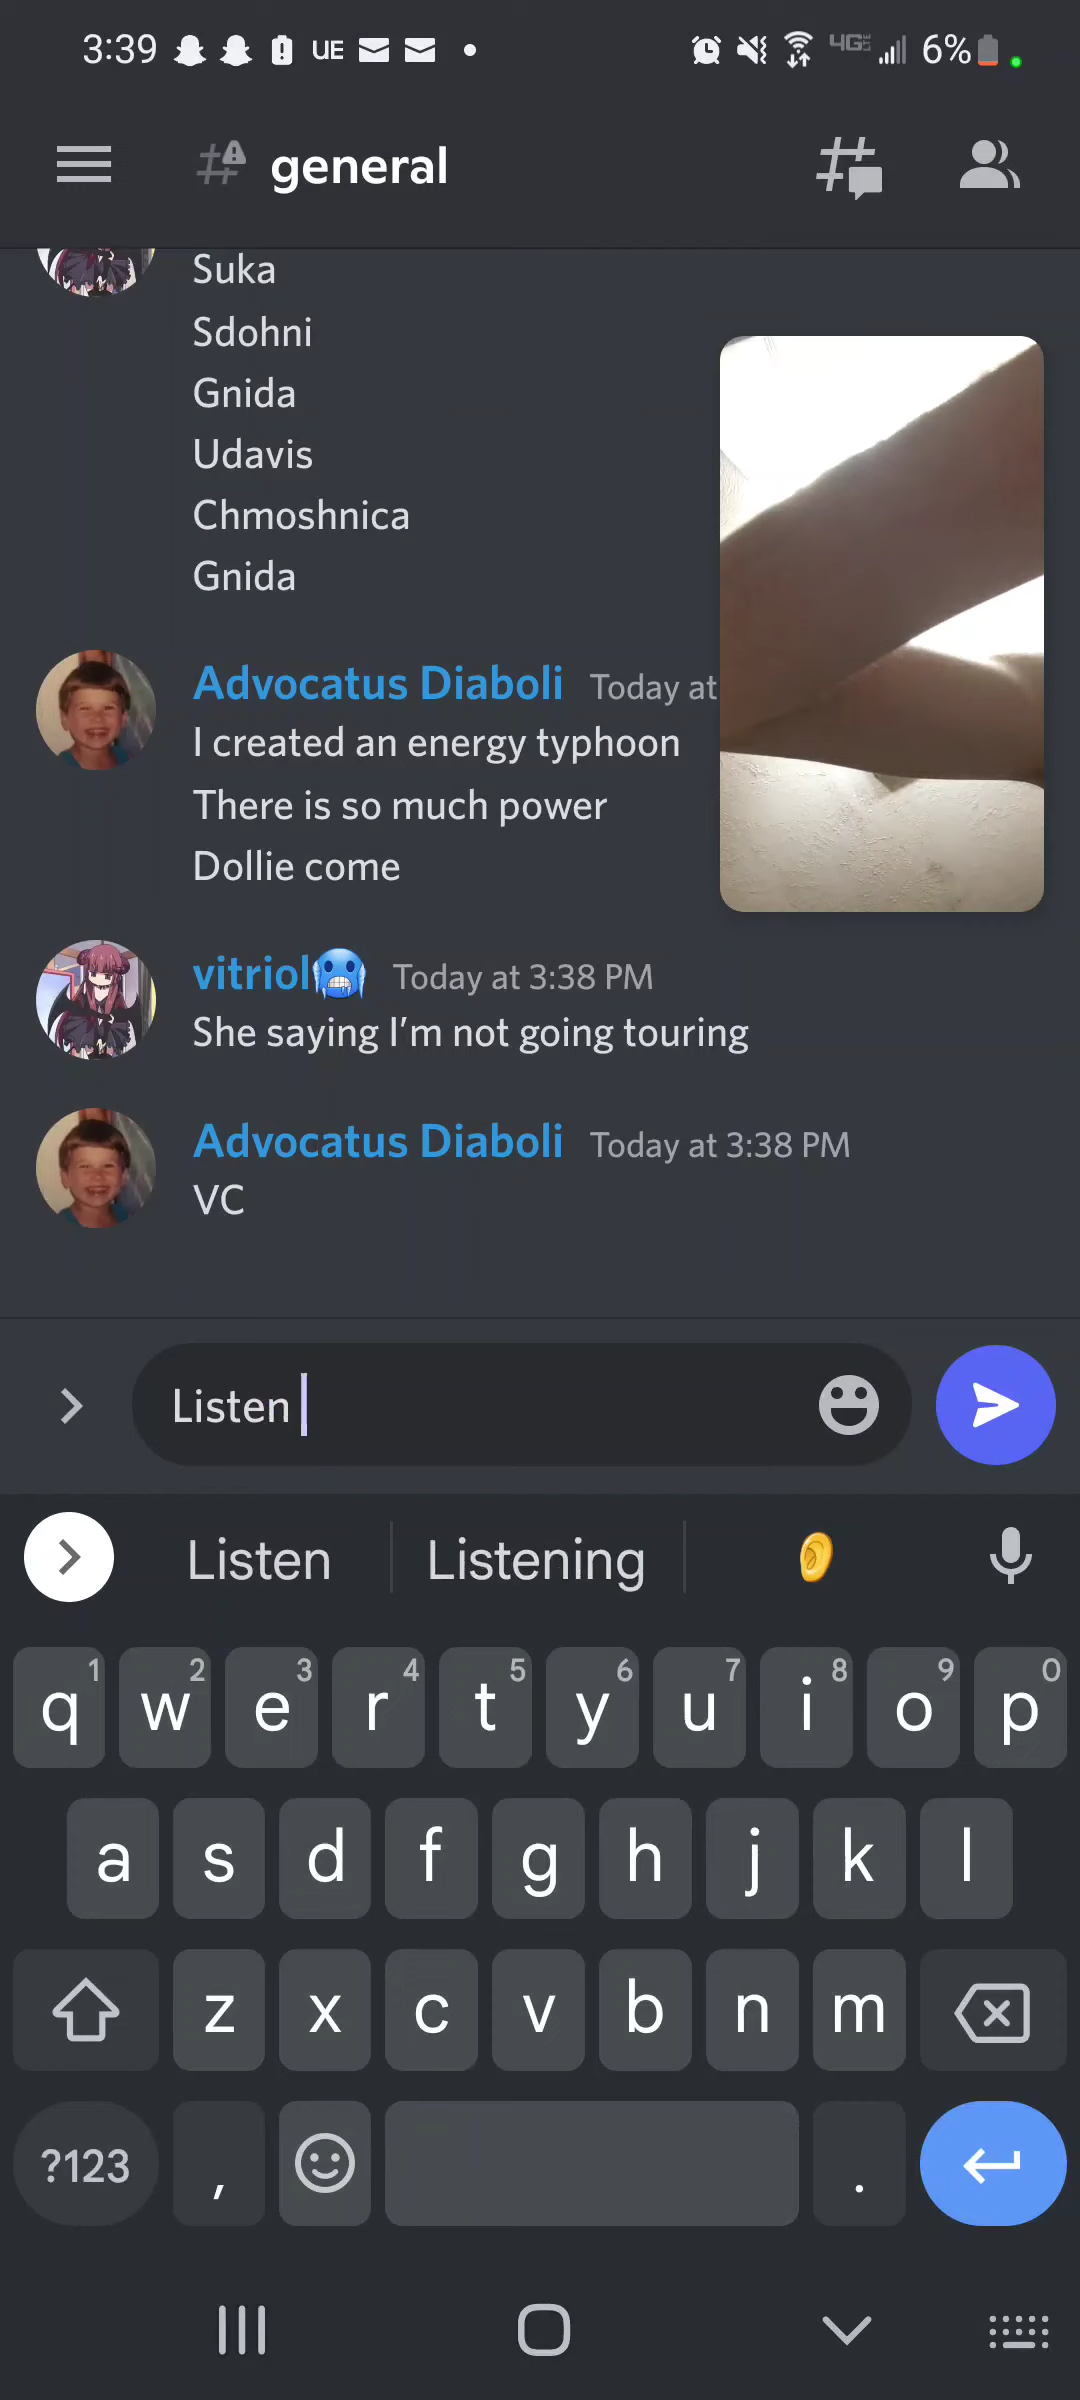 3:39 UE 4GE 6%
general
Suka
Sdohni
Gnida
Udavis
Chmoshnica
Gnida
Advocatus Diaboli Today at
I created an energy typhoon
There is so much power
Dollie come
vitriol🥶 Today at 3:38 PM
She saying I’m not going touring
Advocatus Diaboli Today at 3:38 PM
VC
Listen
Listen Listening 👂
1 2 3 4 5 6 7 8 9 0
q w e r t y u i o p
a s d f g h j k l
z x c v b n m
?123 , .